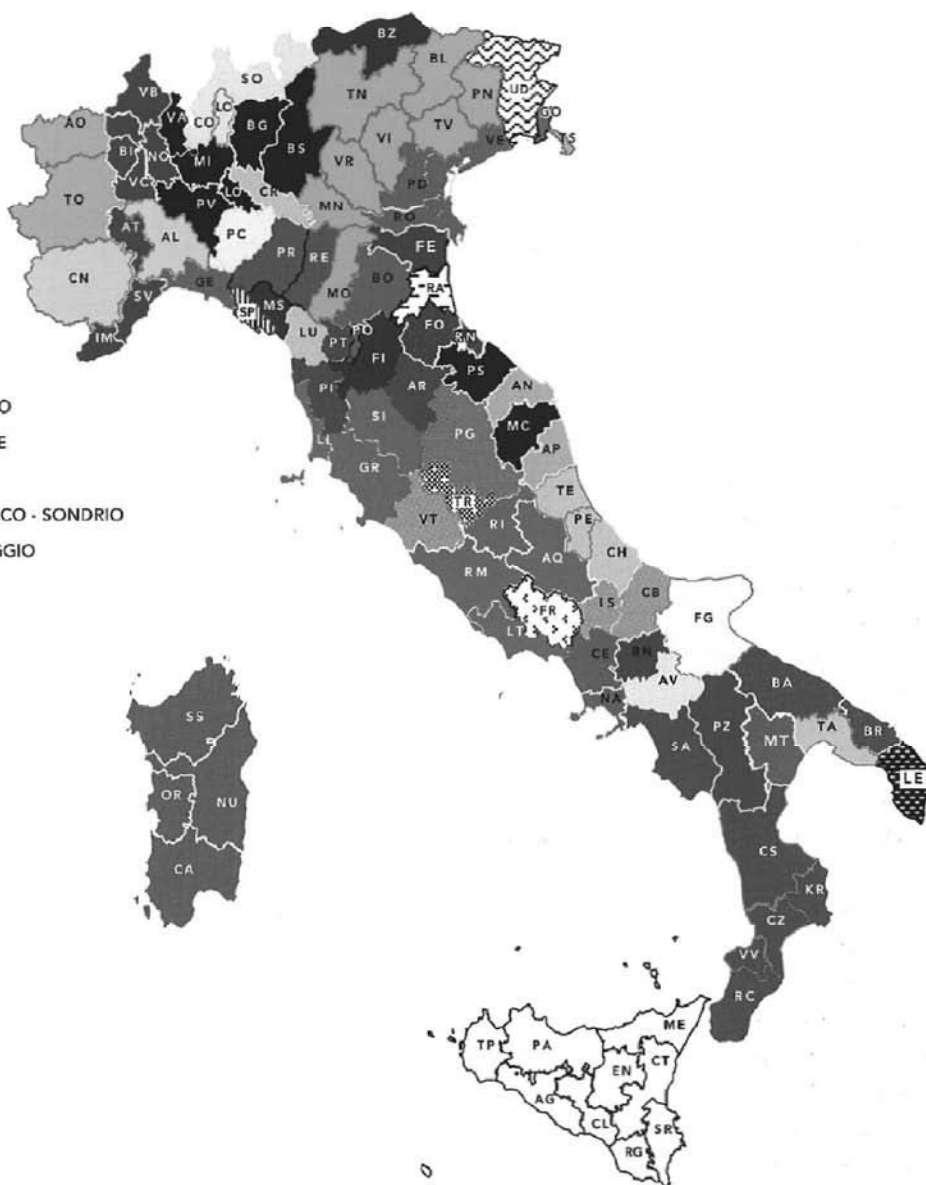 BZ
BL
SO
UD
VB
TN
PN
LC
VA
CO
GO
BG
TV
AO
VI
TS
BS
VE
BI
NO
MI
VR
LO
PD
VC
CR
TO
PV
MN
RO
AT
AL
PC
FE
PR
RE
BO
CN
GE
RA
MO
SV
MS
SP
FO
LU
PO
RN
IM
PT
FI
PS
PI
AR
AN
O
SI
MC
E
PG
LI
AP
GR
TE
TR
CO - SONDRIO
VT
PE
RI
GGIO
CH
AQ
RM
CB
IS
FR
FG
LT
CE
BN
AV
BA
NA
SS
PZ
TA
BR
SA
MT
LE
OR
NU
CS
CA
KR
CZ
VV
RC
ME
TP
PA
CT
EN
AG
CL
SR
RG